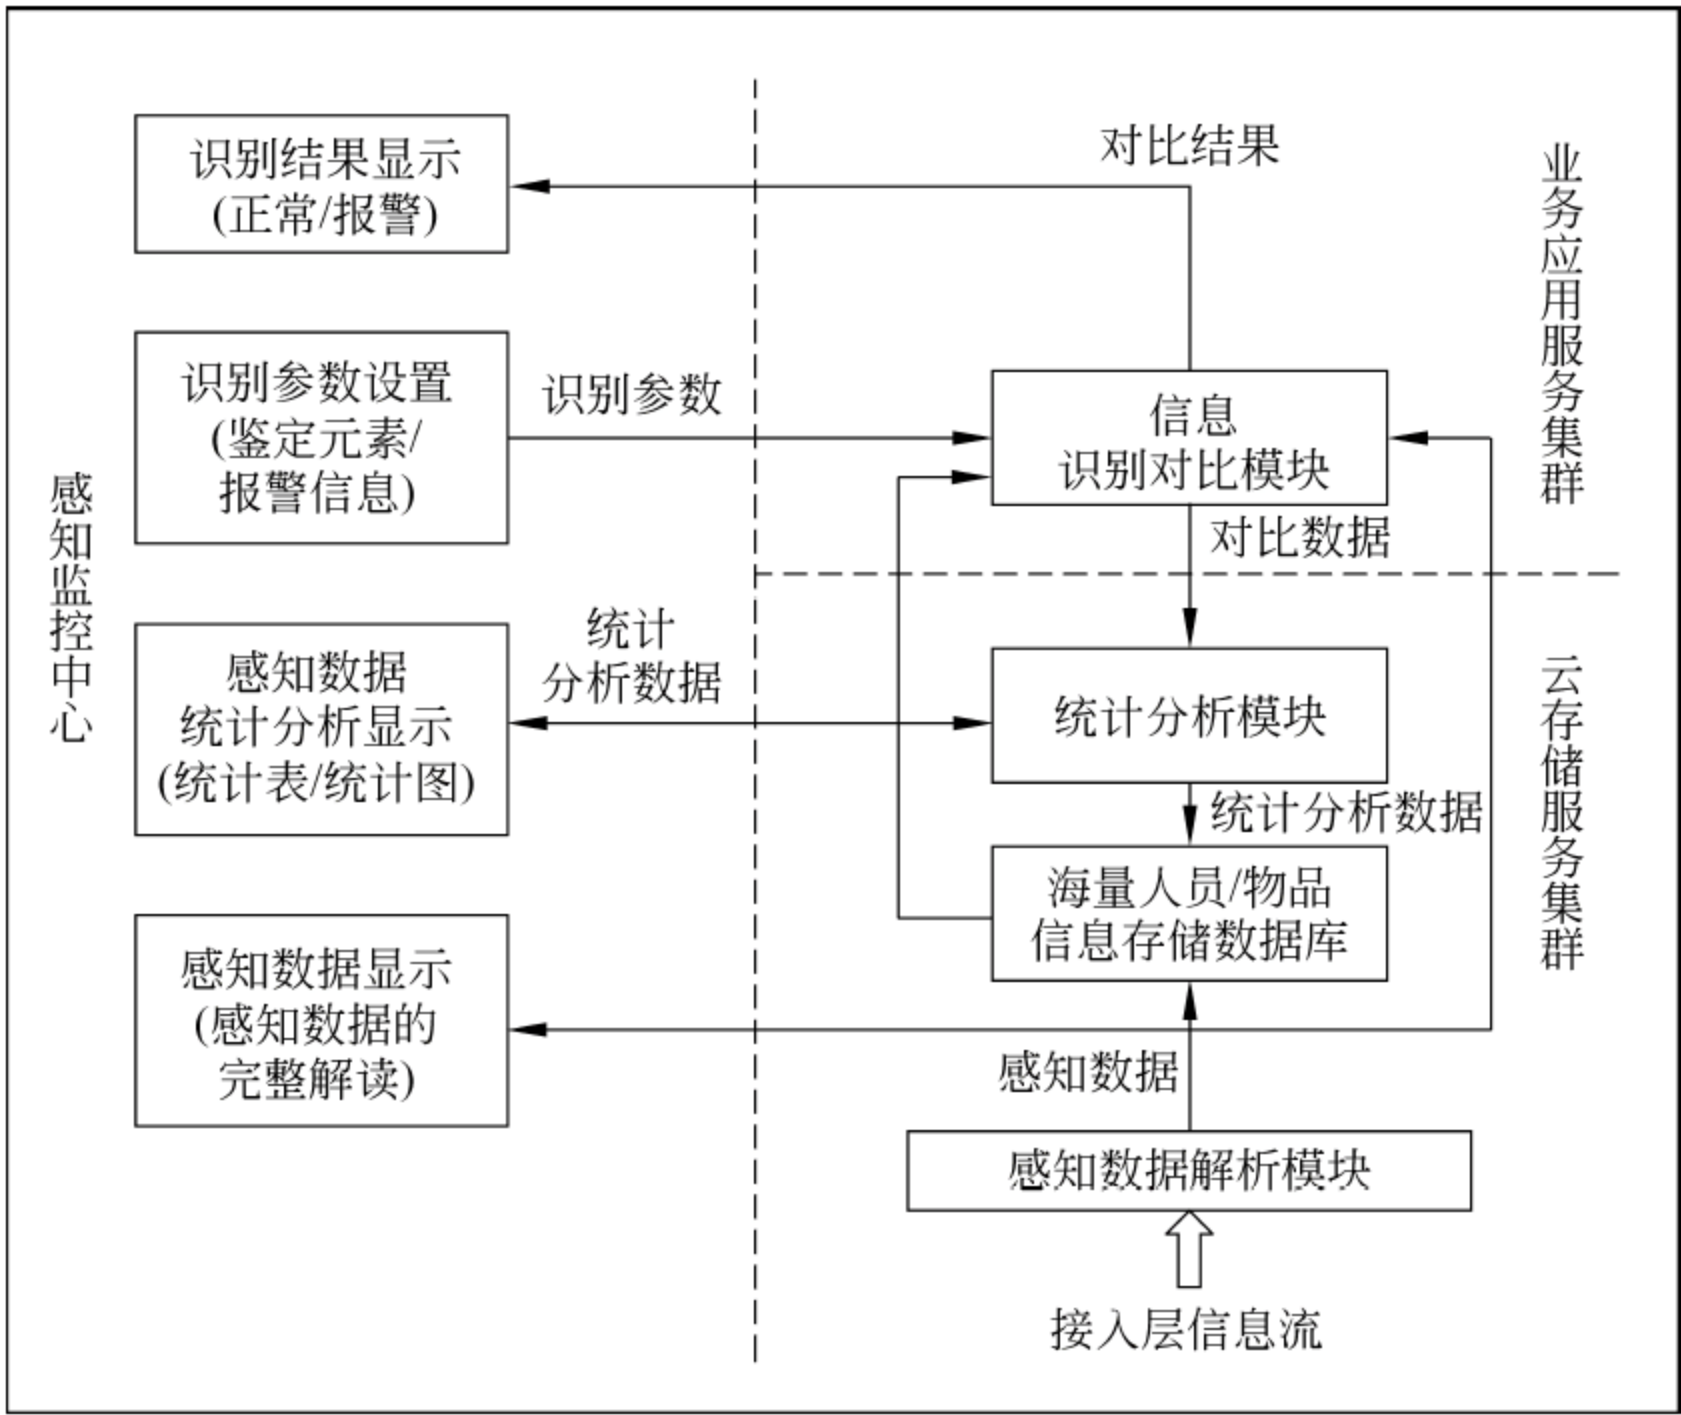 识别结果显示
(正常/报警)
对比结果
业务应用服务集群
识别参数设置
(鉴定元素/
报警信息)
识别参数
信息
识别对比模块
对比数据
感知监控中心
感知数据
统计分析显示
(统计表/统计图)
统计
分析数据
统计分析模块
统计分析数据
云存储服务集群
海量人员/物品
信息存储数据库
感知数据显示
(感知数据的
完整解读)
感知数据
感知数据解析模块
接入层信息流